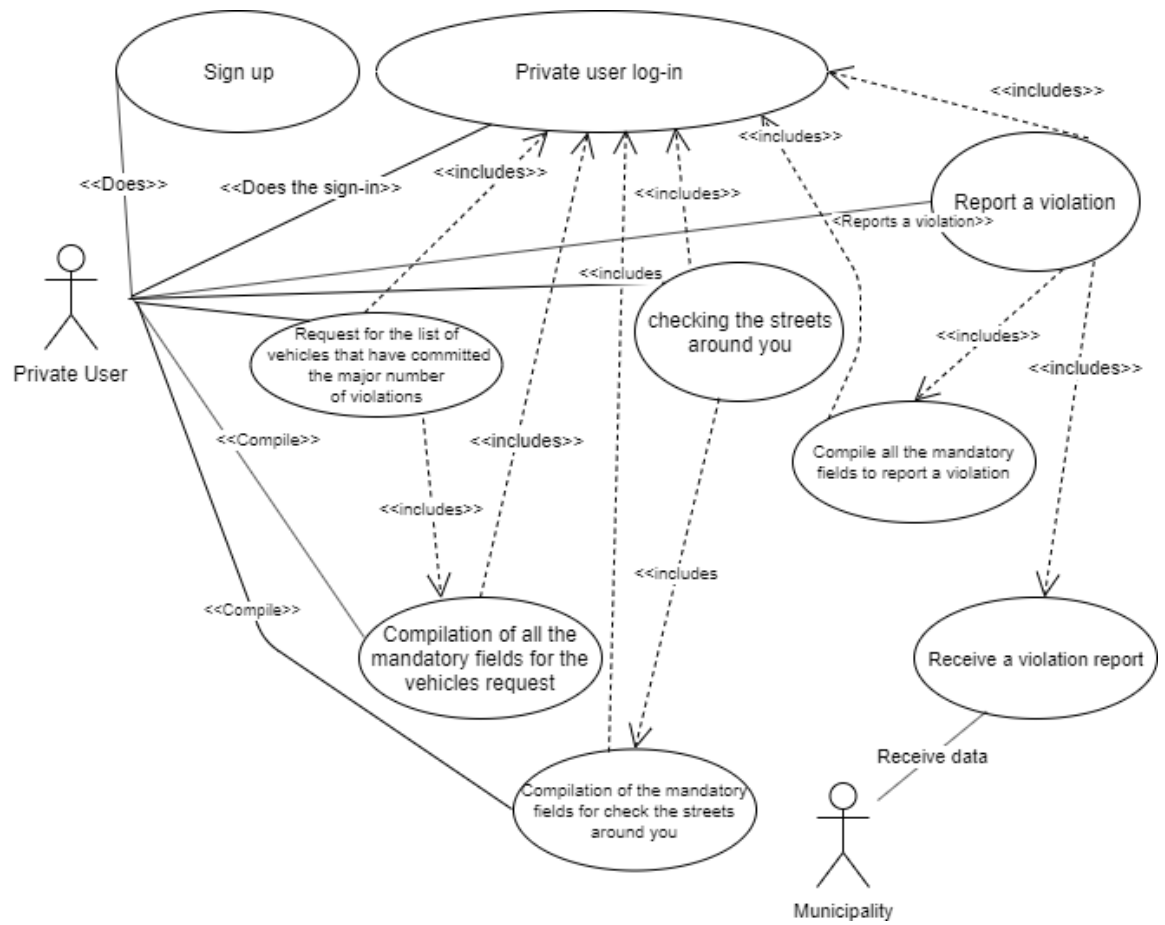 Sign up
Private user log-in
<<includes>>
<<includes>>
<<includes>>
<<Does>>
<<Does the sign-in>>
<<includes>>
Report a violation
<Reports a violation>>
<<includes
Private User
Request for the list of
vehicles that have committed
the major number
of violations
checking the streets
around you
<<includes>>
<<includes>>
<<Compile>>
<<includes>>
Compile all the mandatory
fields to report a violation
<<includes>>
<<includes
<<Compile>>
Compilation of all the
mandatory fields for the
vehicles request
Receive a violation report
Receive data
Compilation of the mandatory
fields for check the streets
around you
Municipality